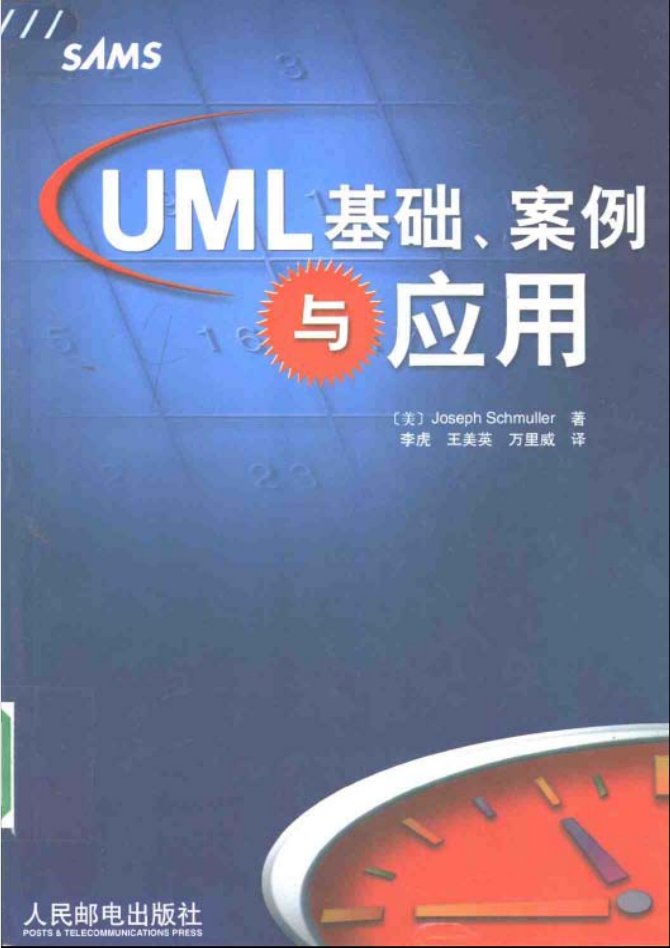 SAMS
UML基础、案例
与应用
〔美〕Joseph Schmuller 著
李虎 王美英 万里威 译
人民邮电出版社
POSTS & TELECOMMUNICATIONS PRESS